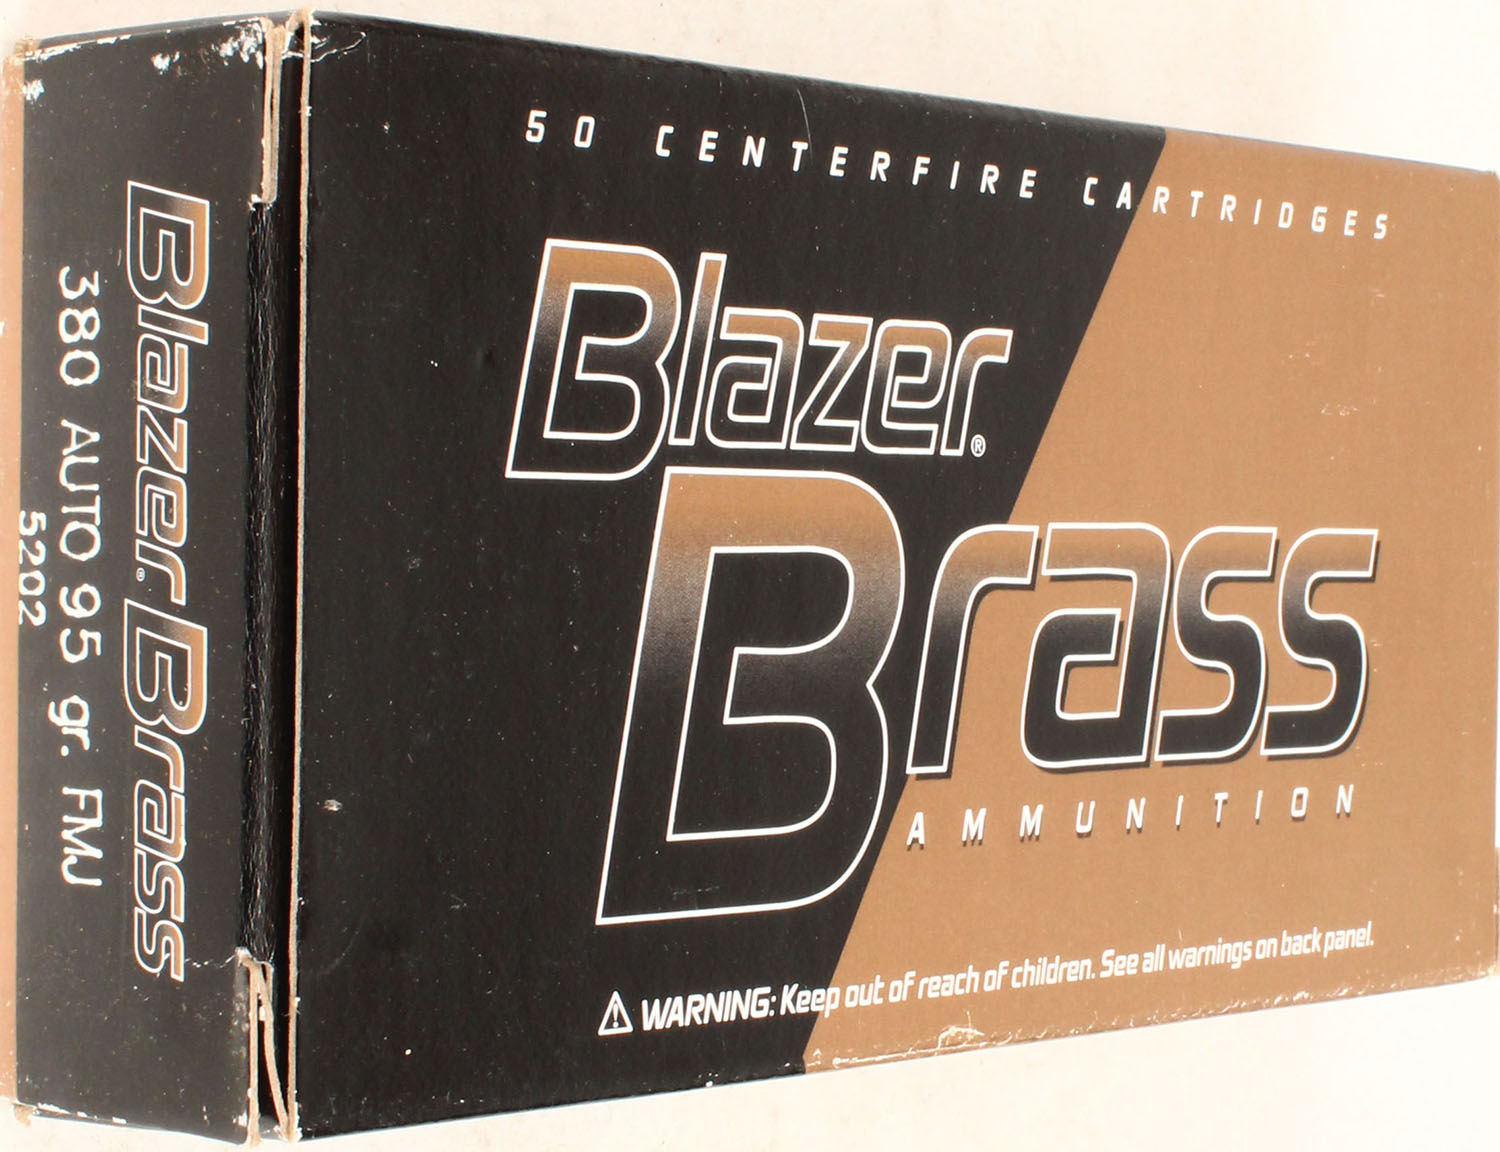 50 CENTERFIRE CARTRIDGES
Blazer®
Brass
AMMUNITION
⚠ WARNING: Keep out of reach of children. See all warnings on back panel.
Blazer® Brass
380 AUTO 95 gr. FMJ
5202